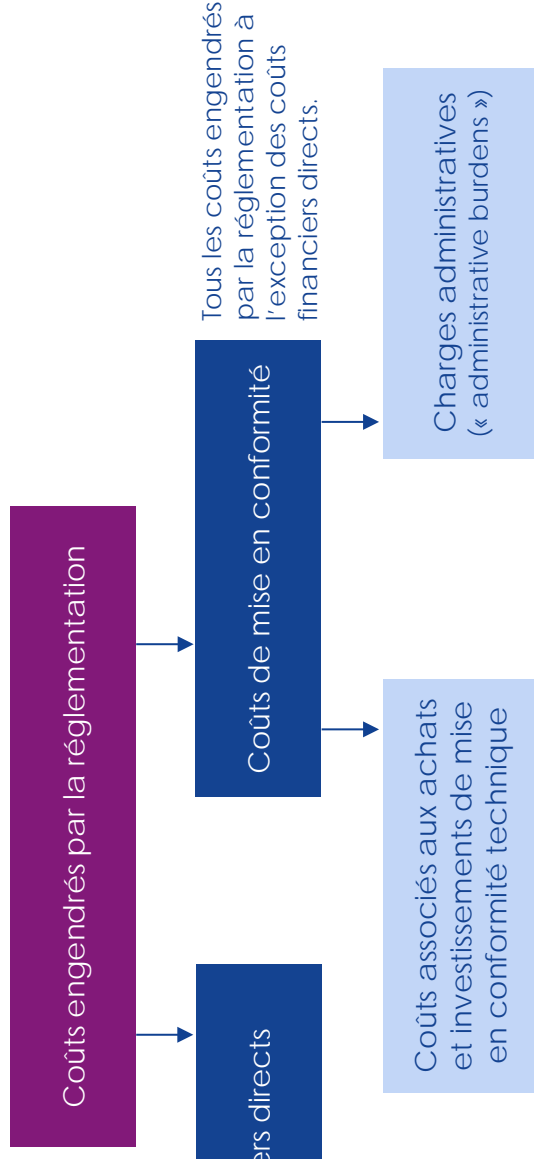 Coûts engendrés par la réglementation
ers directs
Coûts de mise en conformité
Tous les coûts engendrés
par la réglementation à
l'exception des coûts
financiers directs.
Coûts associés aux achats
et investissements de mise
en conformité technique
Charges administratives
(« administrative burdens »)